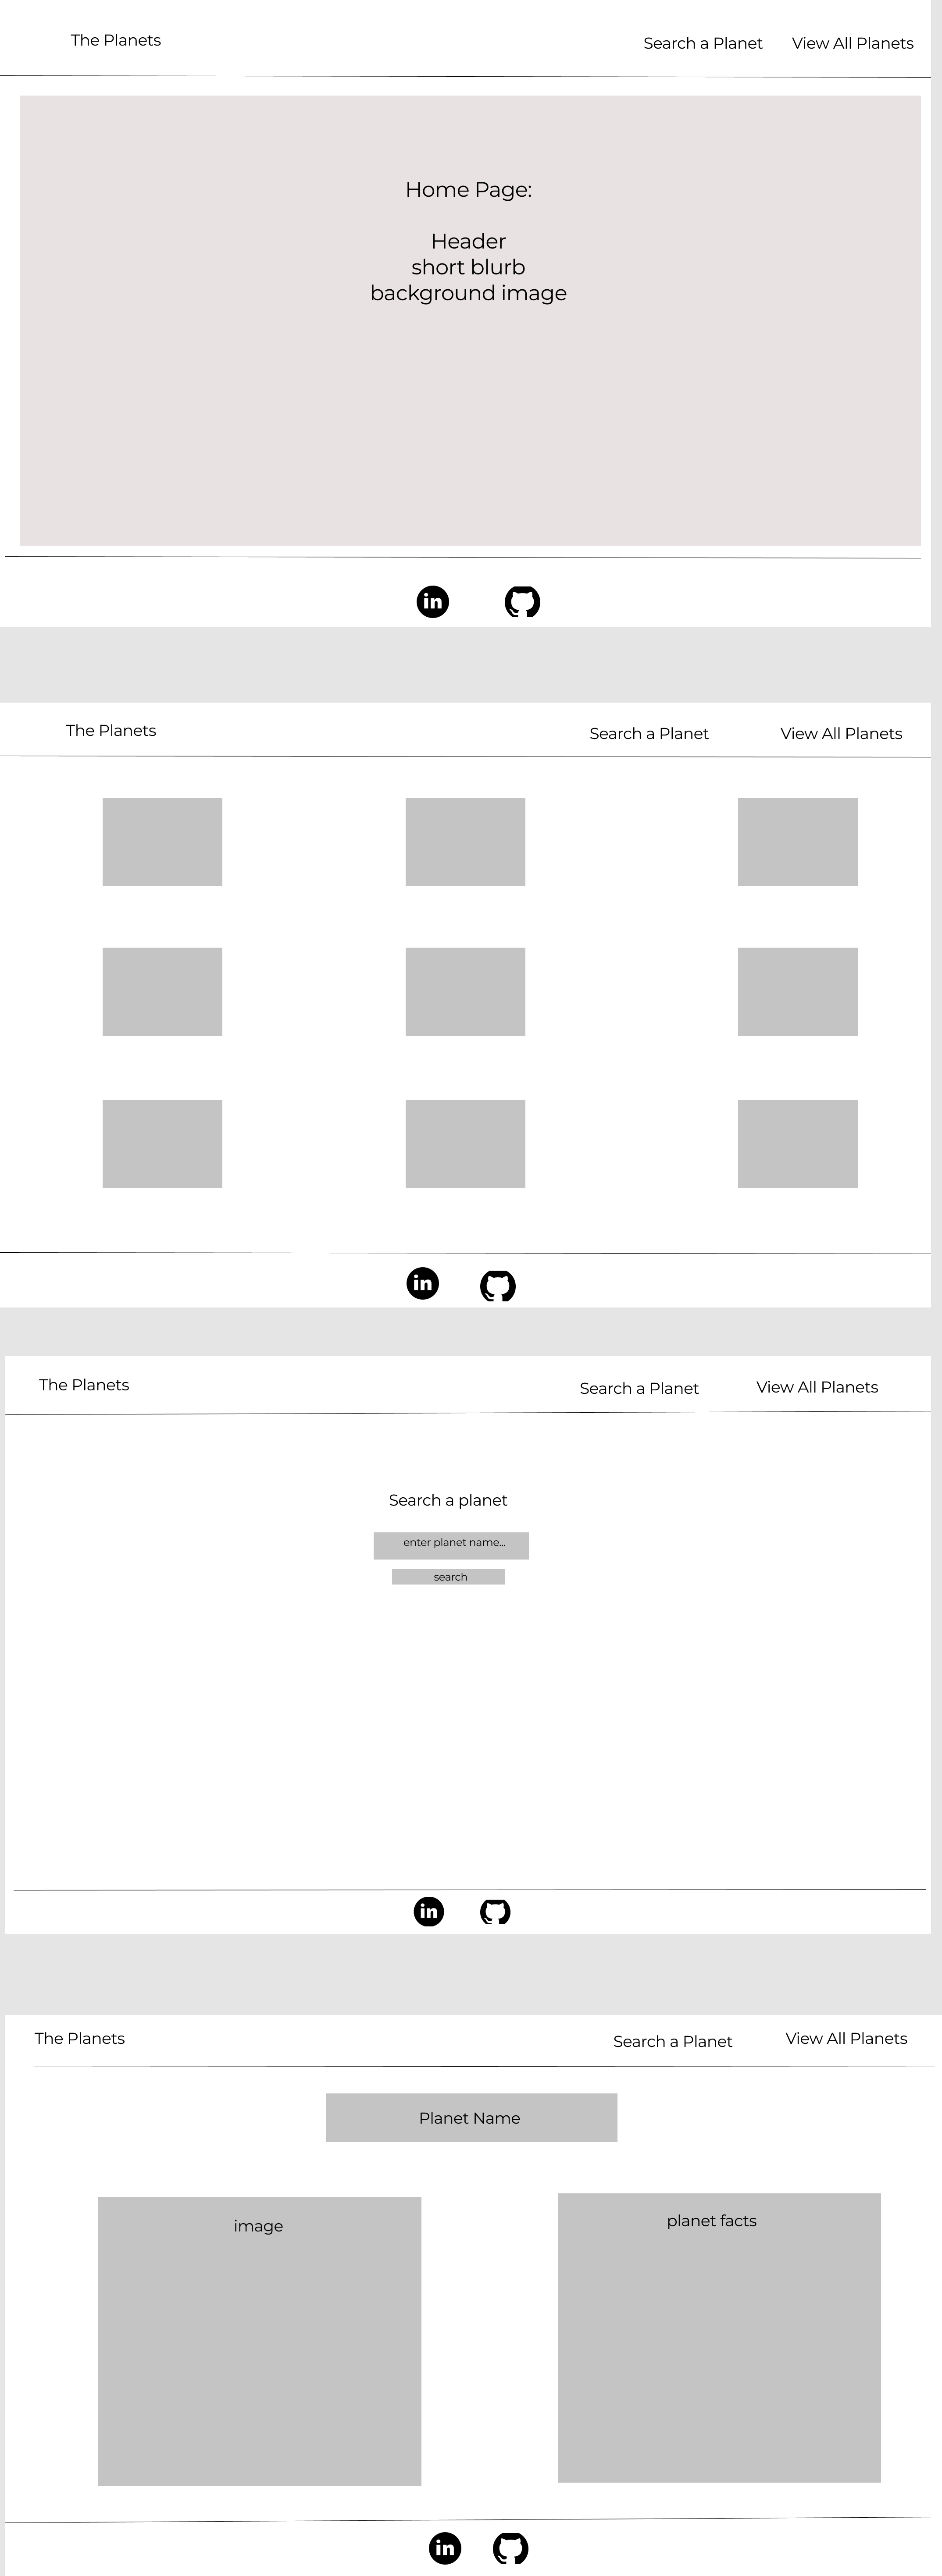 The Planets
Search a Planet
View All Planets
Home Page:
Header
short blurb
background image
in
The Planets
Search a Planet
View All Planets
in
The Planets
Search a Planet
View All Planets
Search a planet
enter planet name...
search
in
The Planets
Search a Planet
View All Planets
Planet Name
image
planet facts
in